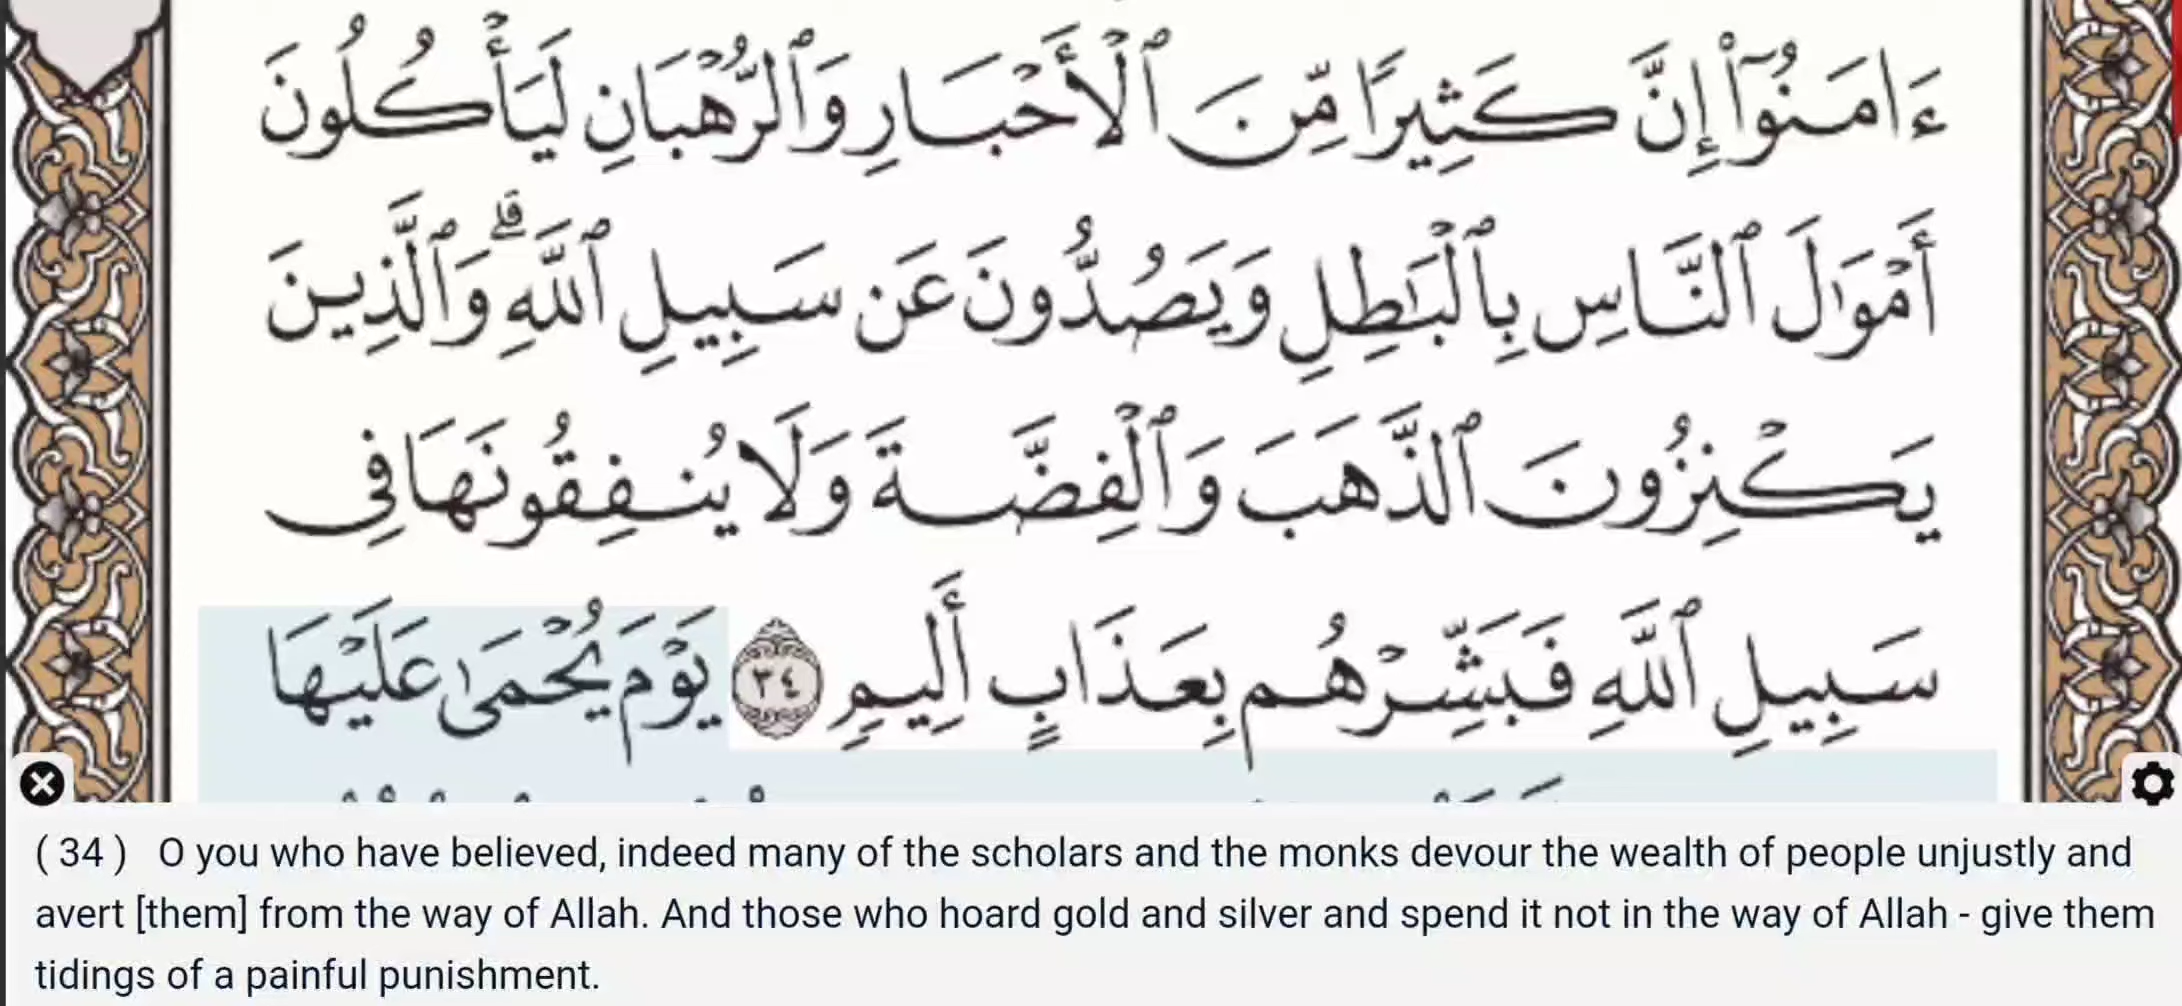 ءَامَنُوٓا۟ إِنَّ كَثِيرًا مِّنَ ٱلْأَحْبَارِ وَٱلرُّهْبَانِ لَيَأْكُلُونَ
أَمْوَٰلَ ٱلنَّاسِ بِٱلْبَٰطِلِ وَيَصُدُّونَ عَن سَبِيلِ ٱللَّهِ ۗ وَٱلَّذِينَ
يَكْنِزُونَ ٱلذَّهَبَ وَٱلْفِضَّةَ وَلَا يُنفِقُونَهَا فِى
سَبِيلِ ٱللَّهِ فَبَشِّرْهُم بِعَذَابٍ أَلِيمٍ ٣٤ يَوْمَ يُحْمَىٰ عَلَيْهَا
( 34 ) O you who have believed, indeed many of the scholars and the monks devour the wealth of people unjustly and
avert [them] from the way of Allah. And those who hoard gold and silver and spend it not in the way of Allah - give them
tidings of a painful punishment.